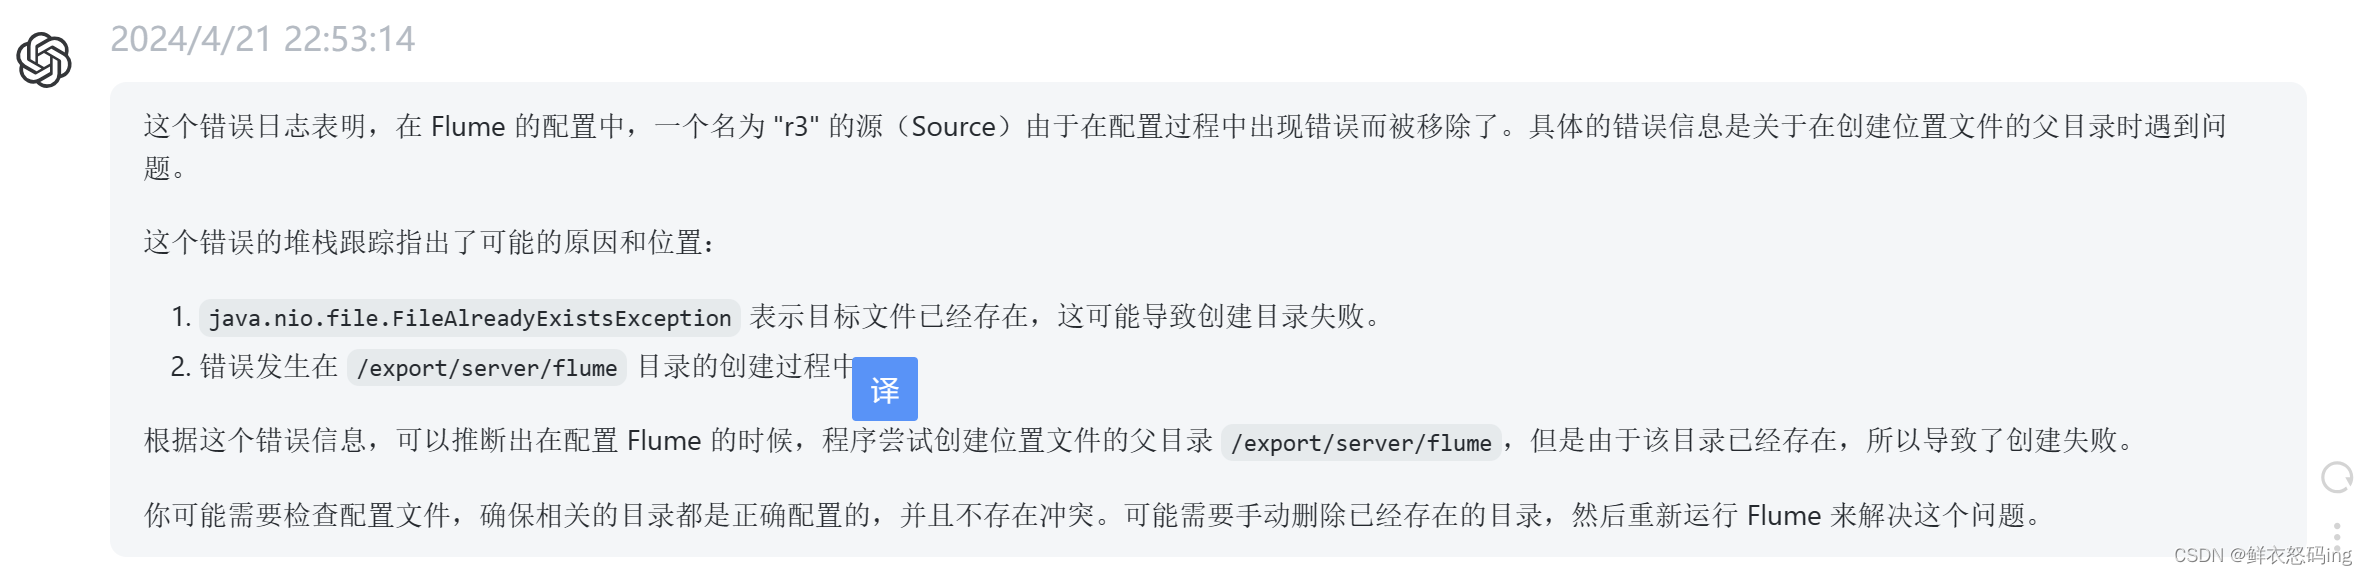 2024/4/21 22:53:14
这个错误日志表明，在 Flume 的配置中，一个名为 "r3" 的源（Source）由于在配置过程中出现错误而被移除了。具体的错误信息是关于在创建位置文件的父目录时遇到问
题。
这个错误的堆栈跟踪指出了可能的原因和位置：
1. java.nio.file.FileAlreadyExistsException 表示目标文件已经存在，这可能导致创建目录失败。
2. 错误发生在 /export/server/flume 目录的创建过程中
译
根据这个错误信息，可以推断出在配置 Flume 的时候，程序尝试创建位置文件的父目录 /export/server/flume，但是由于该目录已经存在，所以导致了创建失败。
你可能需要检查配置文件，确保相关的目录都是正确配置的，并且不存在冲突。可能需要手动删除已经存在的目录，然后重新运行 Flume 来解决这个问题。
CSDN @鲜衣怒码ing